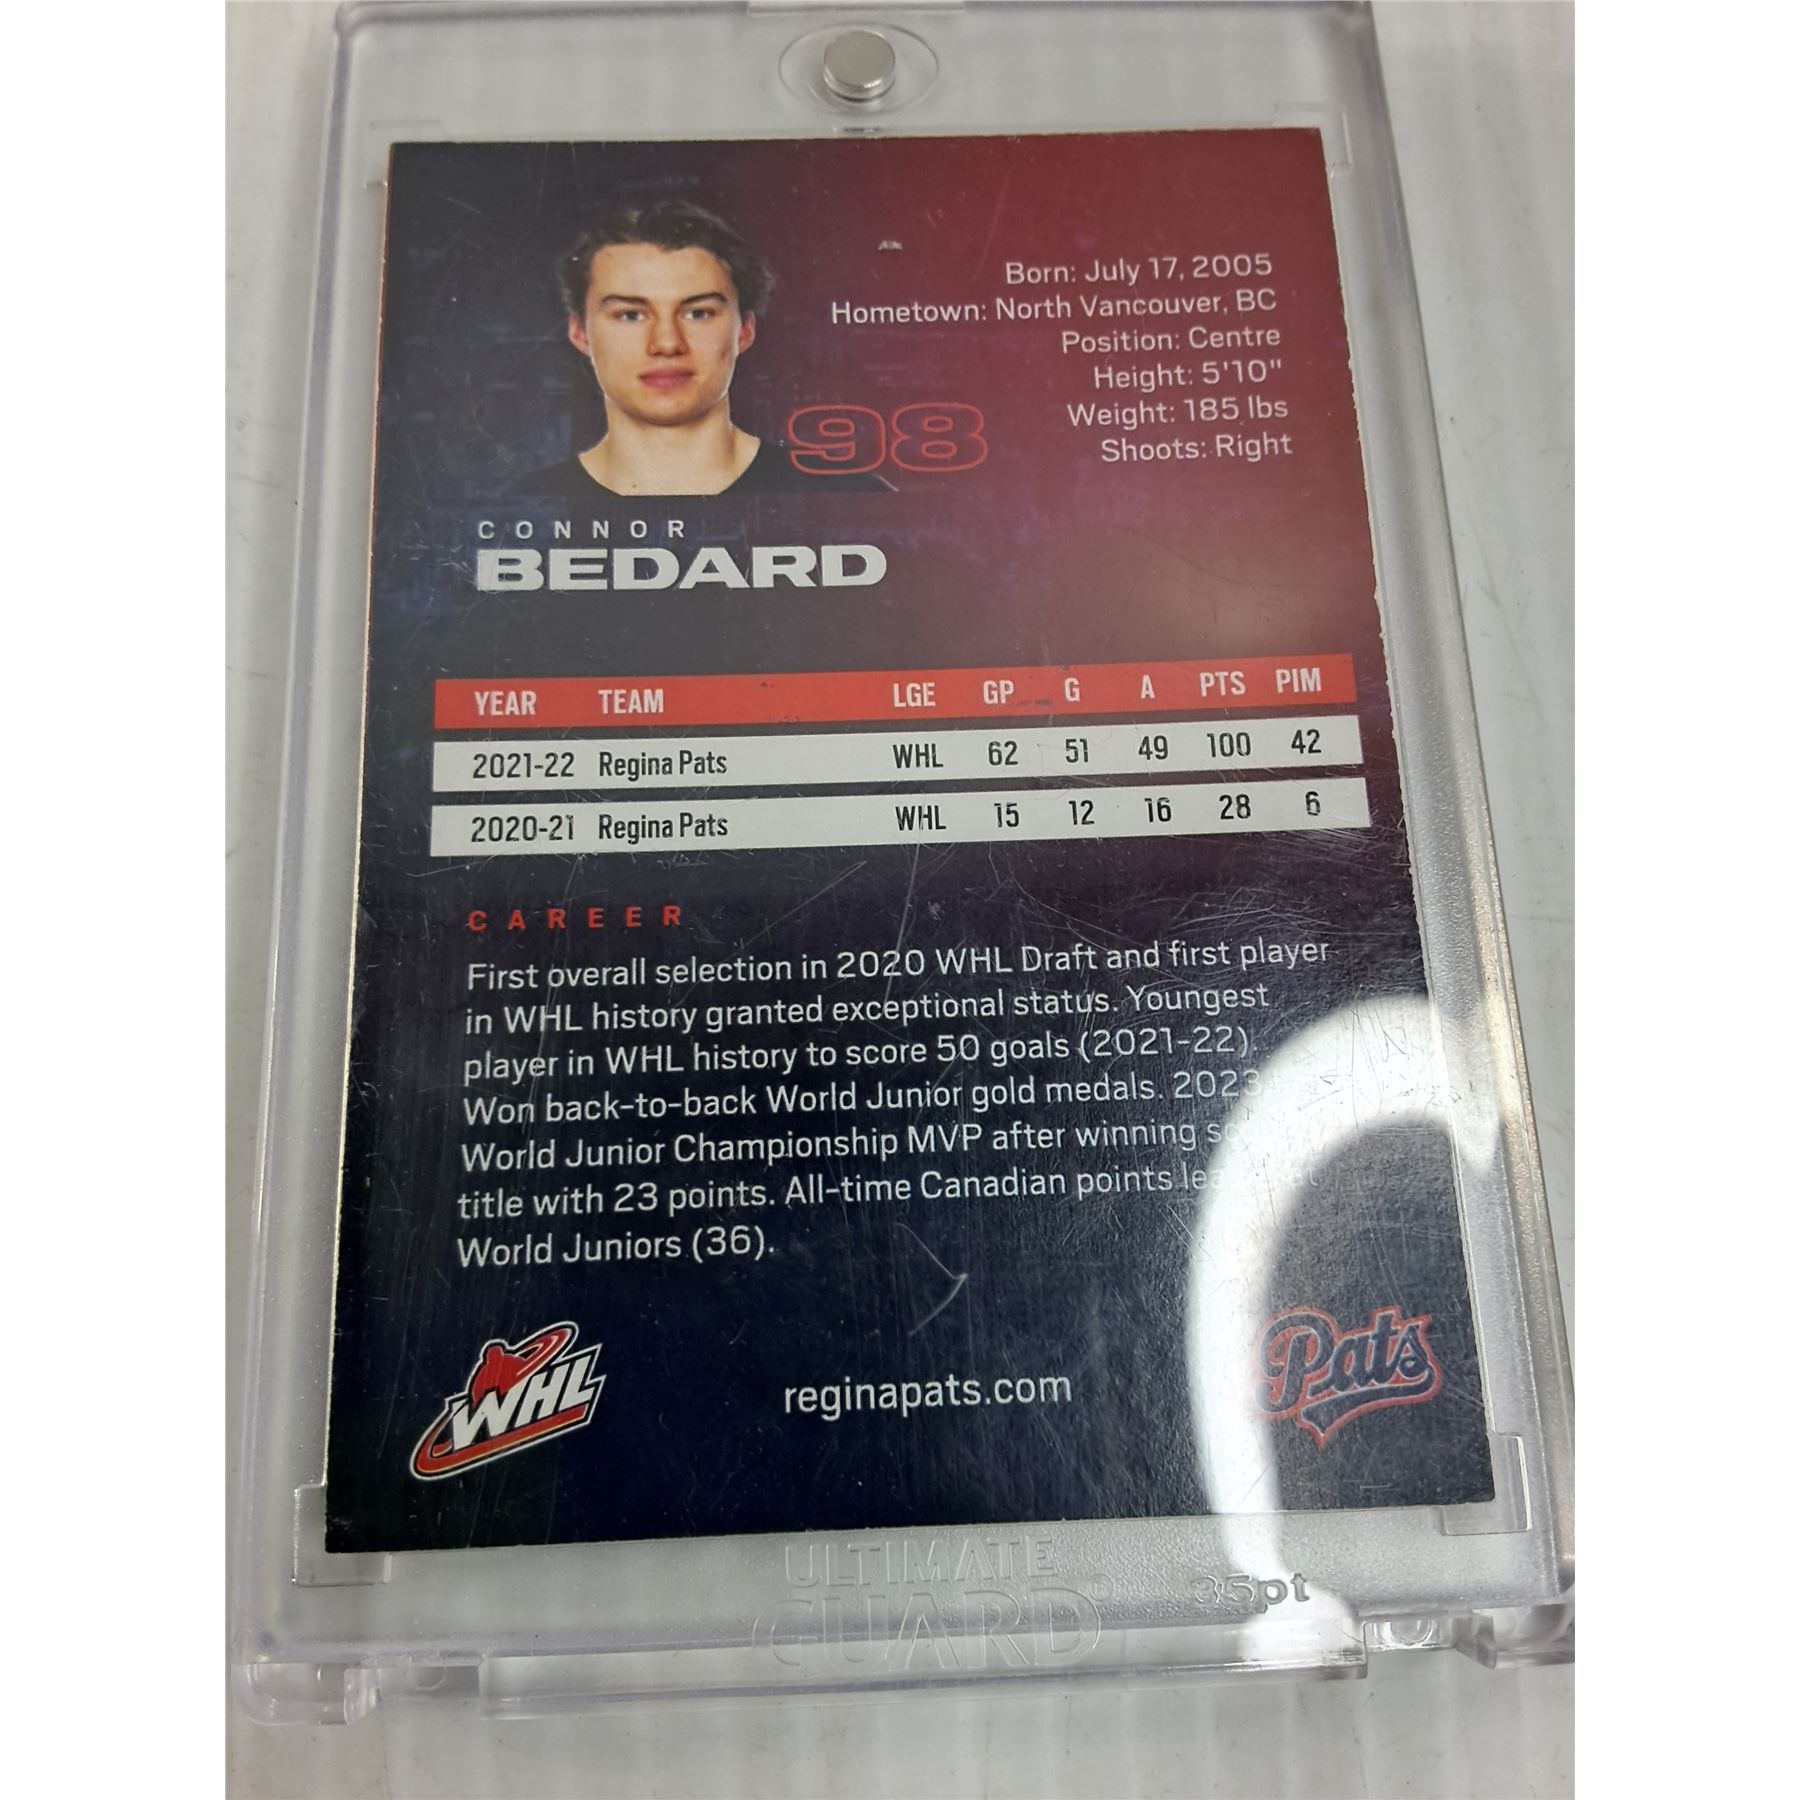 Born: July 17, 2005
Hometown: North Vancouver, BC
Position: Centre
Height: 5'10"
Weight: 185 lbs
Shoots: Right
98
CONNOR
BEDARD
YEAR TEAM LGE GP G A PTS PIM
2021-22 Regina Pats WHL 62 51 49 100 42
2020-21 Regina Pats WHL 15 12 16 28 6
CAREER
First overall selection in 2020 WHL Draft and first player
in WHL history granted exceptional status. Youngest
player in WHL history to score 50 goals (2021-22).
Won back-to-back World Junior gold medals. 2023
World Junior Championship MVP after winning
title with 23 points. All-time Canadian points at
World Juniors (36).
WHL
reginapats.com
Pats
ULTIMATE
GUARD® 35pt